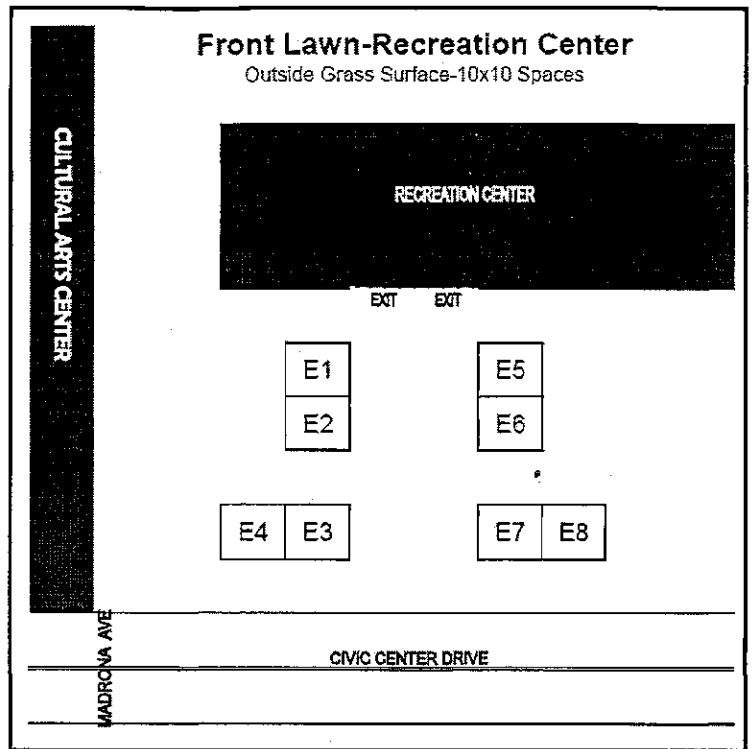 Front Lawn-Recreation Center
Outside Grass Surface-10x10 Spaces
CULTURAL ARTS CENTER
RECREATION CENTER
EXIT EXIT
E1 E5
E2 E6
E4 E3 E7 E8
MADRONA AVE
CIVIC CENTER DRIVE